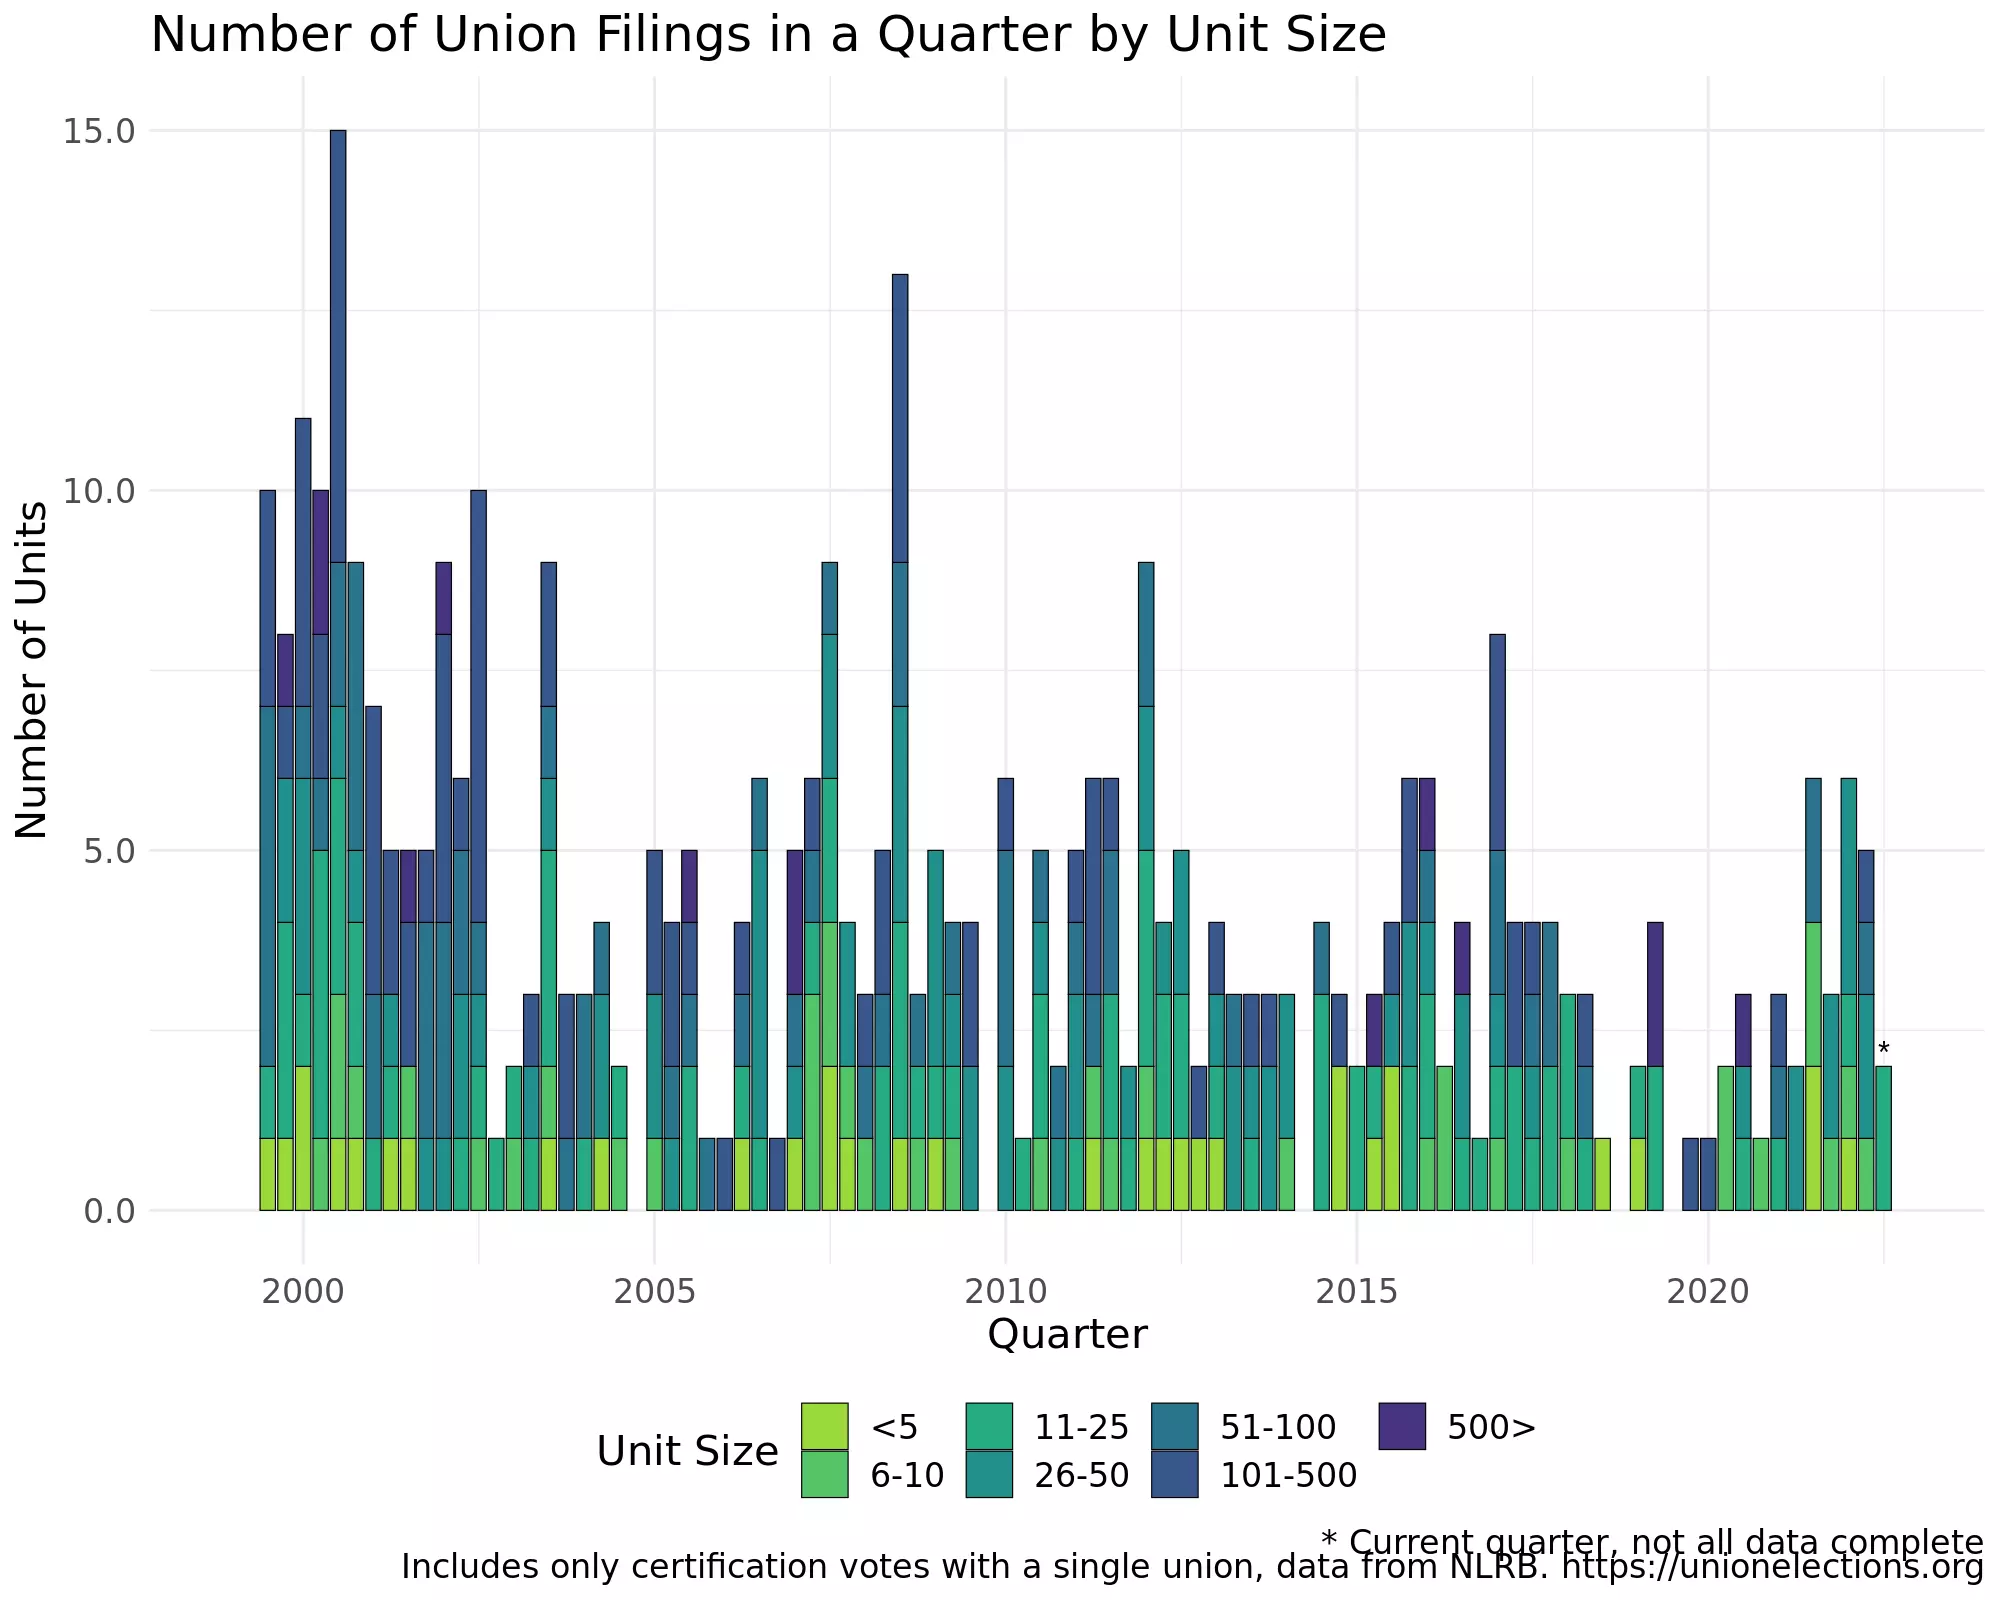 Number of Union Filings in a Quarter by Unit Size
Number of Units
15.0
10.0
5.0
0.0
*
2000 2005 2010 2015 2020
Quarter
Unit Size
<5 11-25 51-100 500>
6-10 26-50 101-500
* Current quarter, not all data complete
Includes only certification votes with a single union, data from NLRB. https://unionelections.org